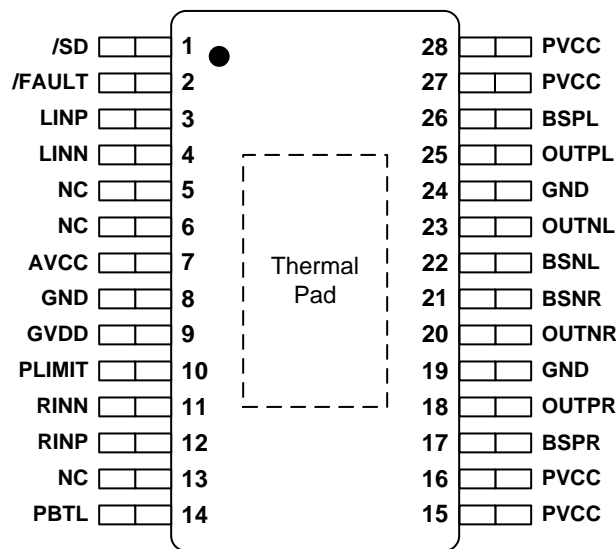 /SD 1 28 PVCC
/FAULT 2 27 PVCC
LINP 3 26 BSPL
LINN 4 25 OUTPL
NC 5 24 GND
NC 6 23 OUTNL
AVCC 7 22 BSNL
GND 8 21 BSNR
GVDD 9 20 OUTNR
PLIMIT 10 19 GND
RINN 11 18 OUTPR
RINP 12 17 BSPR
NC 13 16 PVCC
PBTL 14 15 PVCC
Thermal
Pad